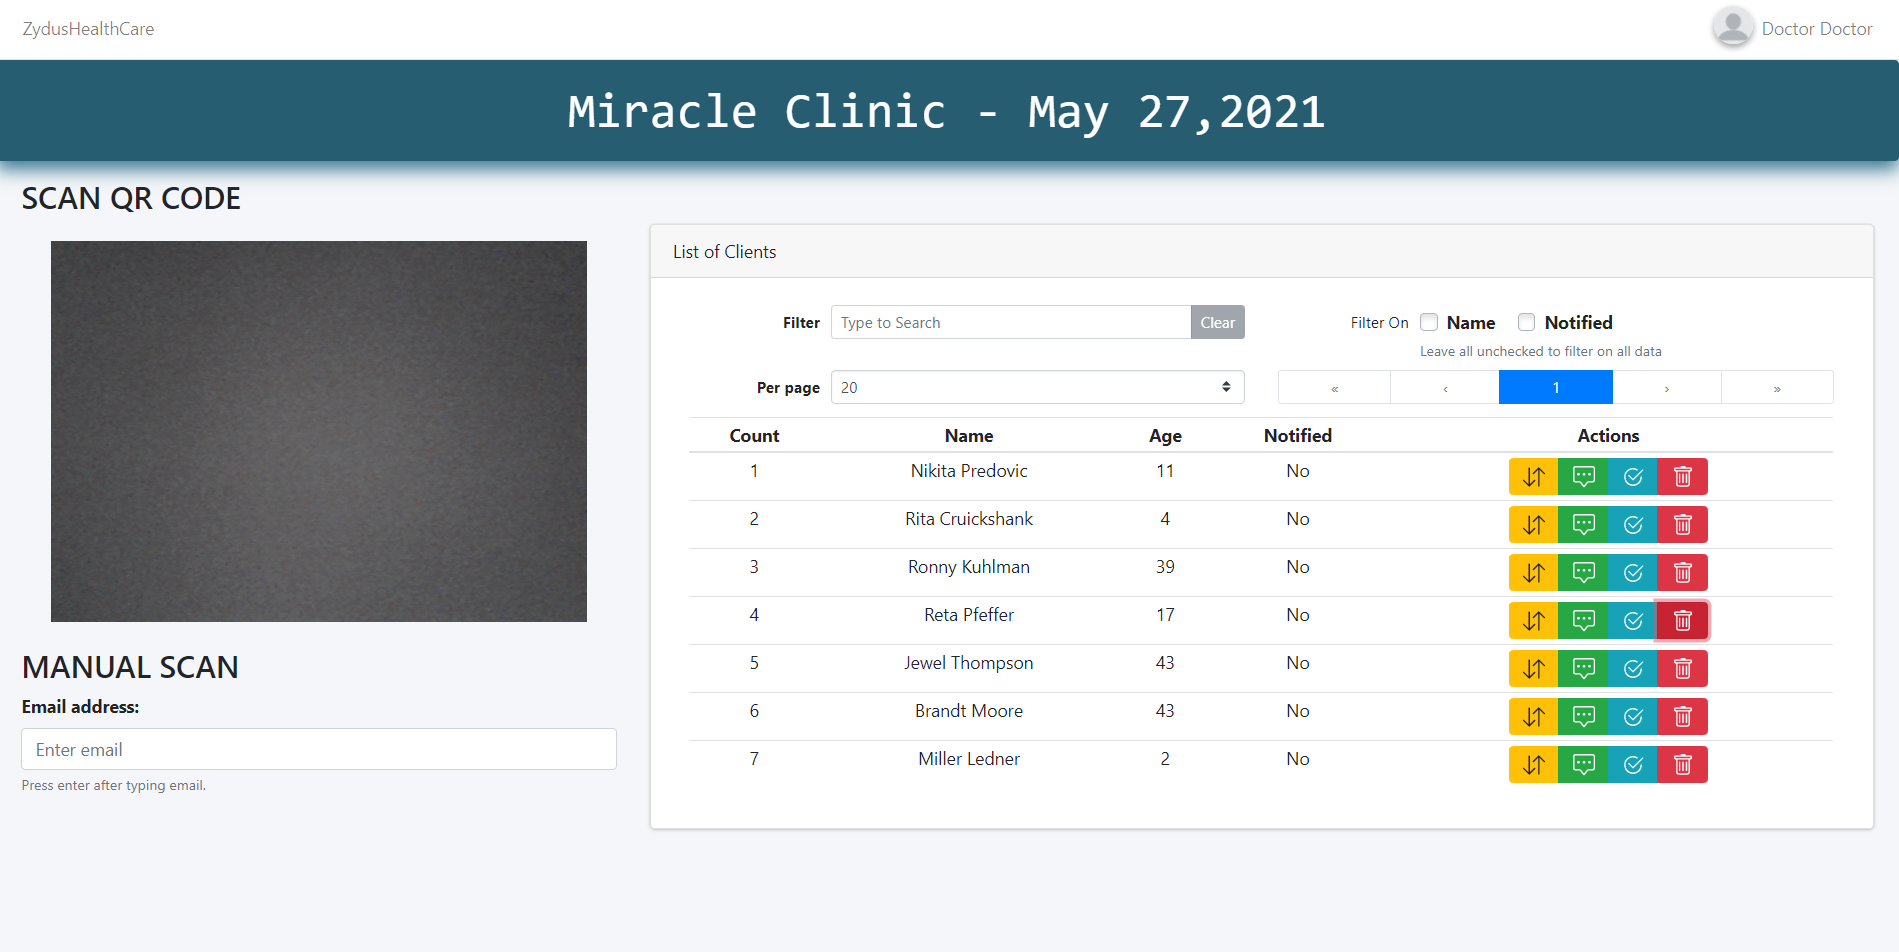 ZydusHealthCare
Doctor Doctor
Miracle Clinic - May 27,2021
SCAN QR CODE
MANUAL SCAN
Email address:
Enter email
Press enter after typing email.
List of Clients
Filter Type to Search Clear
Filter On Name Notified
Leave all unchecked to filter on all data
Per page 20
« ‹ 1 › »
Count Name Age Notified Actions
1 Nikita Predovic 11 No
2 Rita Cruickshank 4 No
3 Ronny Kuhlman 39 No
4 Reta Pfeffer 17 No
5 Jewel Thompson 43 No
6 Brandt Moore 43 No
7 Miller Ledner 2 No